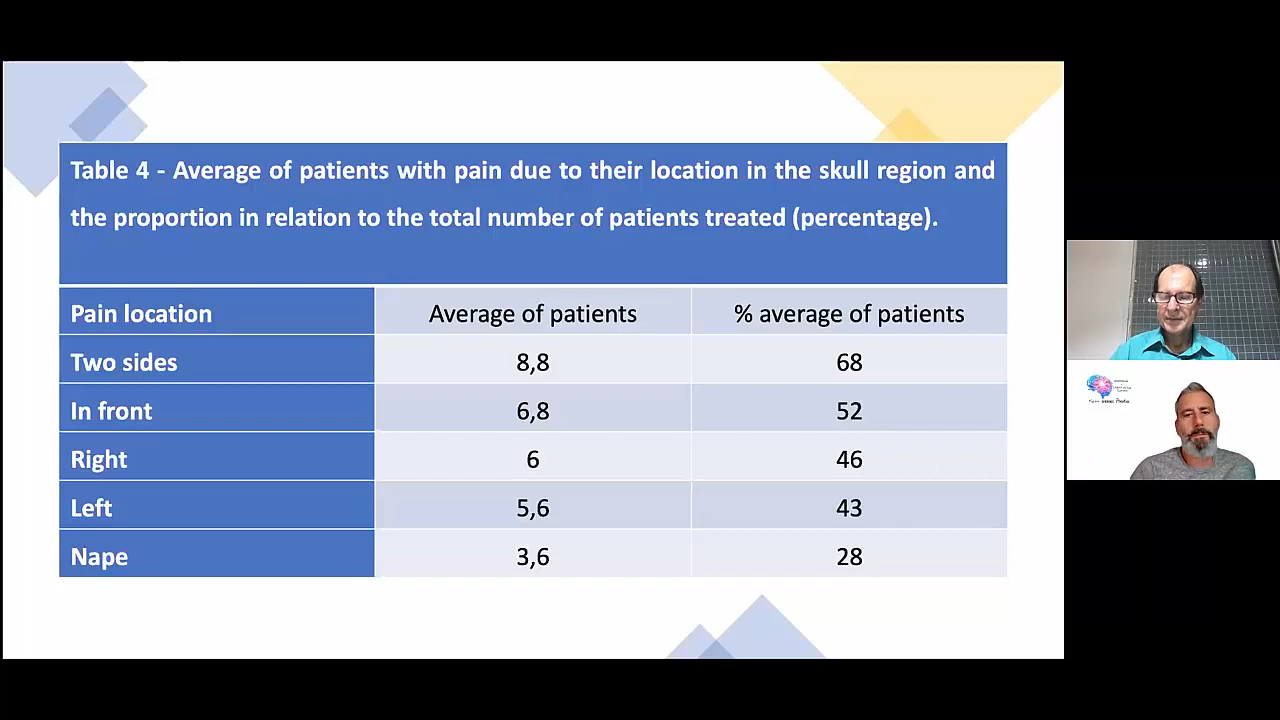 Table 4 - Average of patients with pain due to their location in the skull region and
the proportion in relation to the total number of patients treated (percentage).
Pain location Average of patients % average of patients
Two sides 8,8 68
In front 6,8 52
Right 6 46
Left 5,6 43
Nape 3,6 28